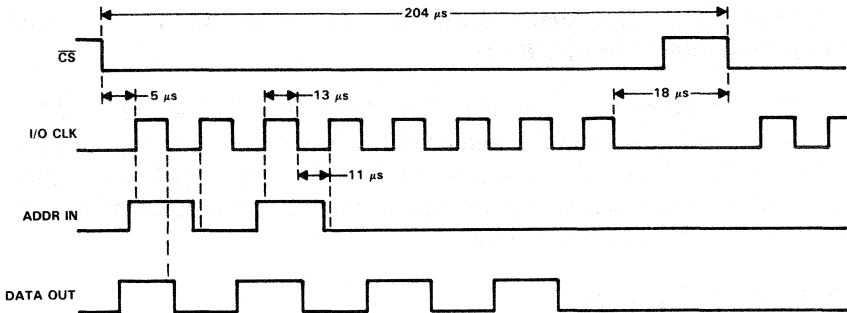 204 μs
CS
5 μs
13 μs
18 μs
I/O CLK
11 μs
ADDR IN
DATA OUT